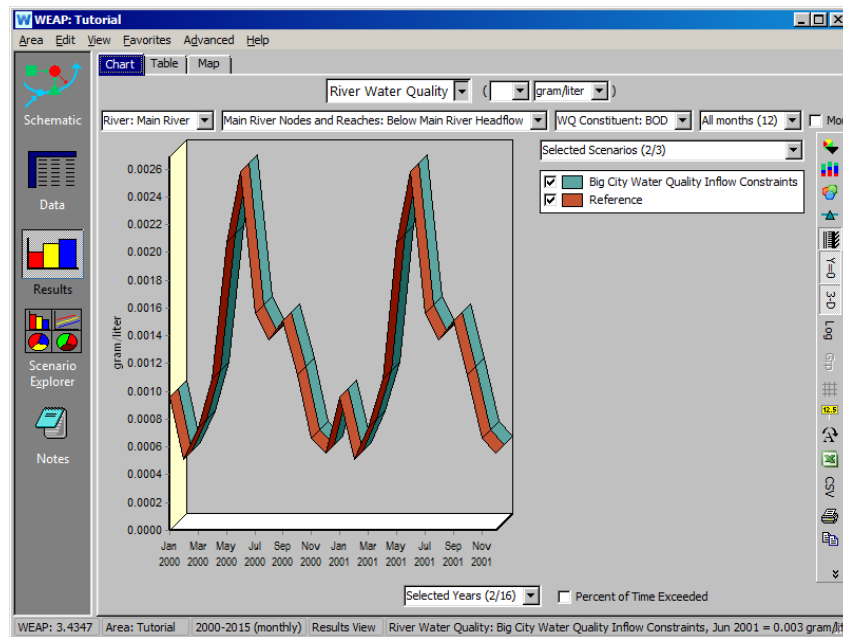 WEAP: Tutorial
Area Edit View Favorites Advanced Help
Chart Table Map
River Water Quality ( gram/liter )
River: Main River Main River Nodes and Reaches: Below Main River Headflow WQ Constituent: BOD All months (12) Mo
Selected Scenarios (2/3)
Big City Water Quality Inflow Constraints
Reference
Schematic
Data
Results
Scenario
Explorer
Notes
gram/liter
0.0026
0.0024
0.0022
0.0020
0.0018
0.0016
0.0014
0.0012
0.0010
0.0008
0.0006
0.0004
0.0002
0.0000
Jan Mar May Jul Sep Nov Jan Mar May Jul Sep Nov
2000 2000 2000 2000 2000 2000 2001 2001 2001 2001 2001 2001
Y=0
3-D
Log
Grp
12.5
CSV
Selected Years (2/16) Percent of Time Exceeded
WEAP: 3.4347 Area: Tutorial 2000-2015 (monthly) Results View River Water Quality: Big City Water Quality Inflow Constraints, Jun 2001 = 0.003 gram/lit